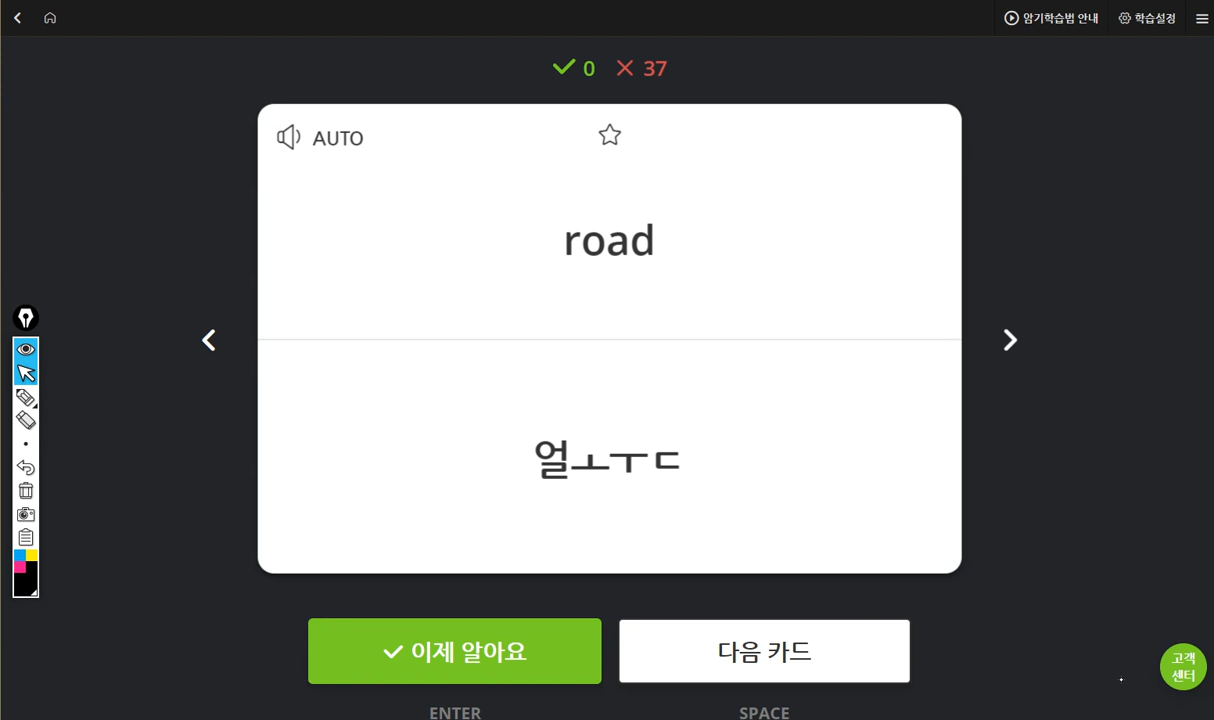 암기학습법 안내
학습설정
0
37
AUTO
road
얼ㅗㅜㄷ
이제 알아요
다음 카드
고객
센터
ENTER
SPACE